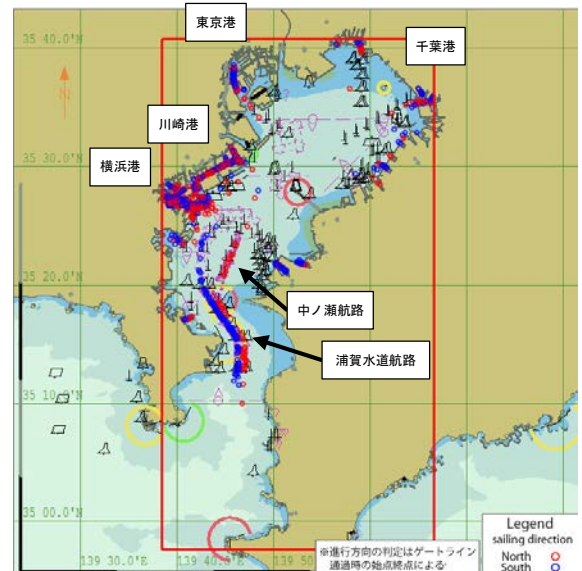 東京港
35 40.0'N
千葉港
川崎港
35 30.0'N
横浜港
35 20.0'N
中ノ瀬航路
浦賀水道航路
35 10.0'N
35 00.0'N
139 30.0'E
139 40.0'E
139 50.0'E
※進行方向の判定はゲートライン
通過時の始点終点による
Legend
sailing direction
North
South